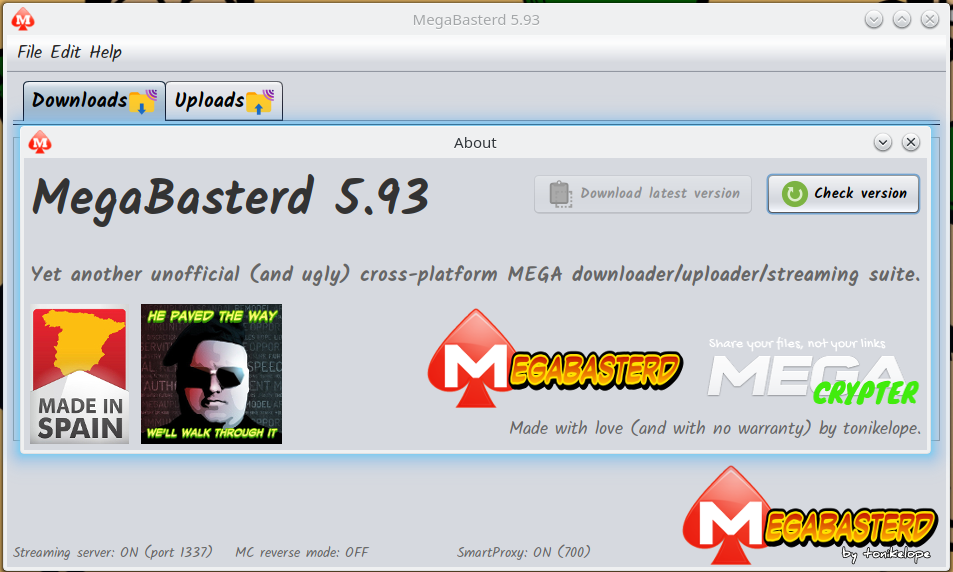 MegaBasterd 5.93
File Edit Help
Downloads Uploads
About
MegaBasterd 5.93
Download latest version
Check version
Yet another unofficial (and ugly) cross-platform MEGA downloader/uploader/streaming suite.
MADE IN
SPAIN
HE PAVED THE WAY
WE'LL WALK THROUGH IT
MEGABASTERD
Share your files, not your links
MEGA
CRYPTER
Made with love (and with no warranty) by tonikelope.
MEGABASTERD
by tonikelope
Streaming server: ON (port 1337) MC reverse mode: OFF SmartProxy: ON (700)